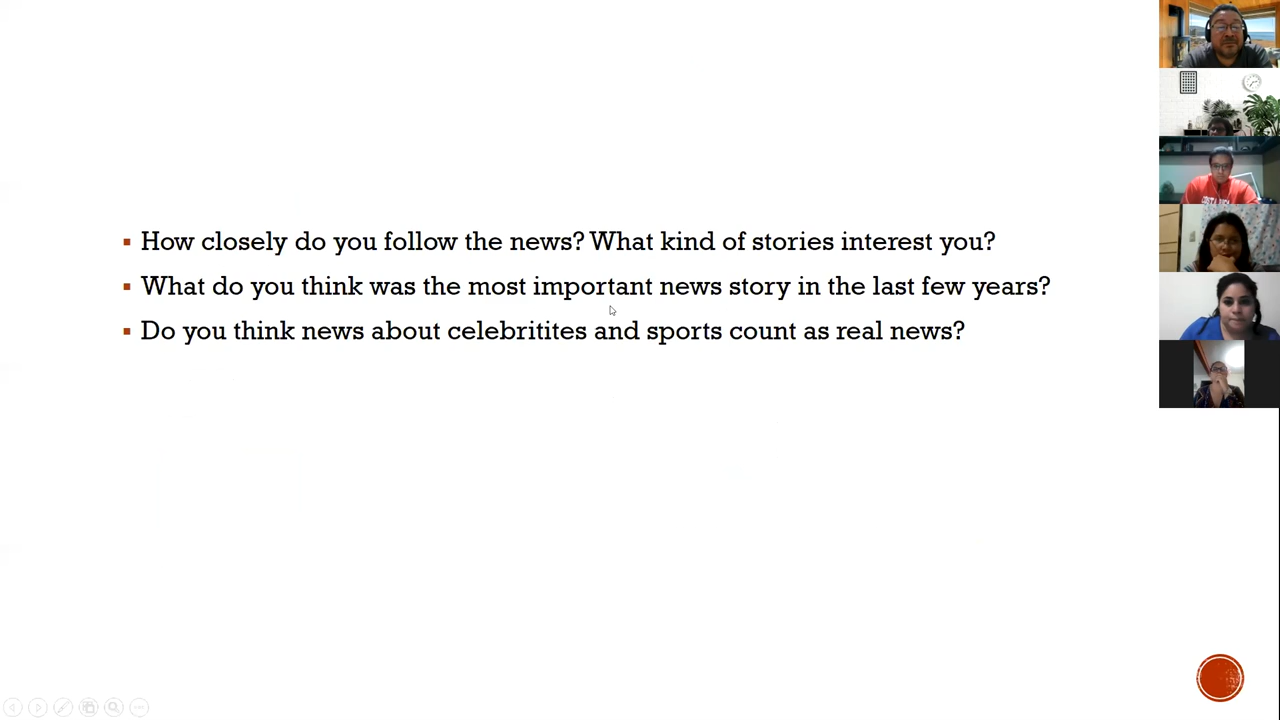 How closely do you follow the news? What kind of stories interest you?
What do you think was the most important news story in the last few years?
Do you think news about celebritites and sports count as real news?
COSTA RICA